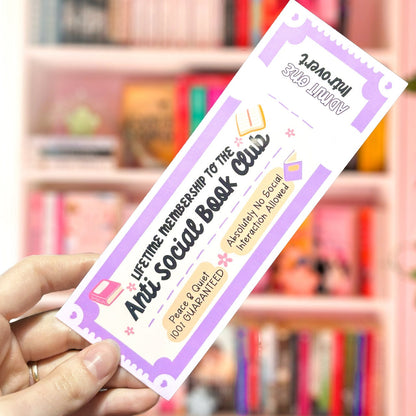 LIFETIME MEMBERSHIP TO THE
Anti Social Book Club
Peace & Quiet
100% GUARANTEED
Absolutely No Social
Interaction Allowed
ADMIT ONE
Introvert